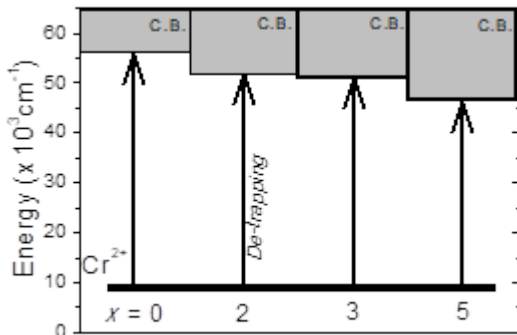 60
50
40
30
20
10
0
Energy (x 10³cm⁻¹)
C.B.
C.B.
C.B.
C.B.
De-trapping
Cr²⁺
x = 0
2
3
5